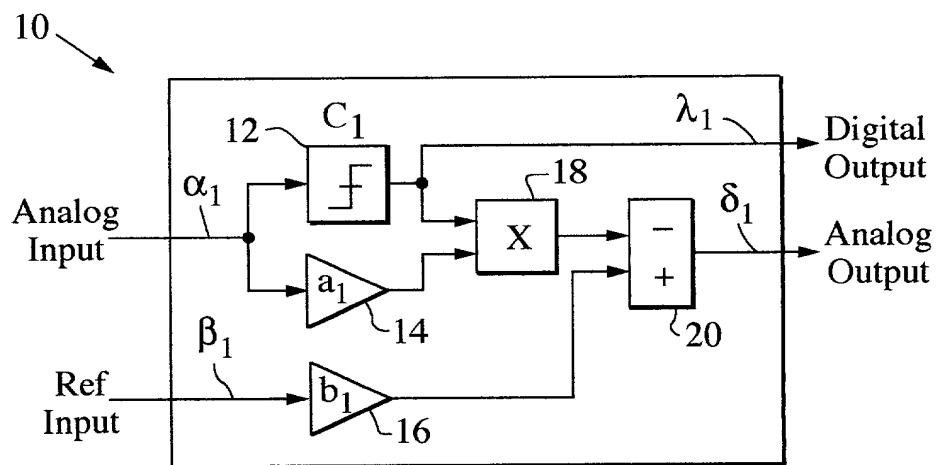 10
C1
12
λ1
Digital
Output
18
α1
Analog
Input
X
−
+
δ1
Analog
Output
a1
14
20
β1
Ref
Input
b1
16